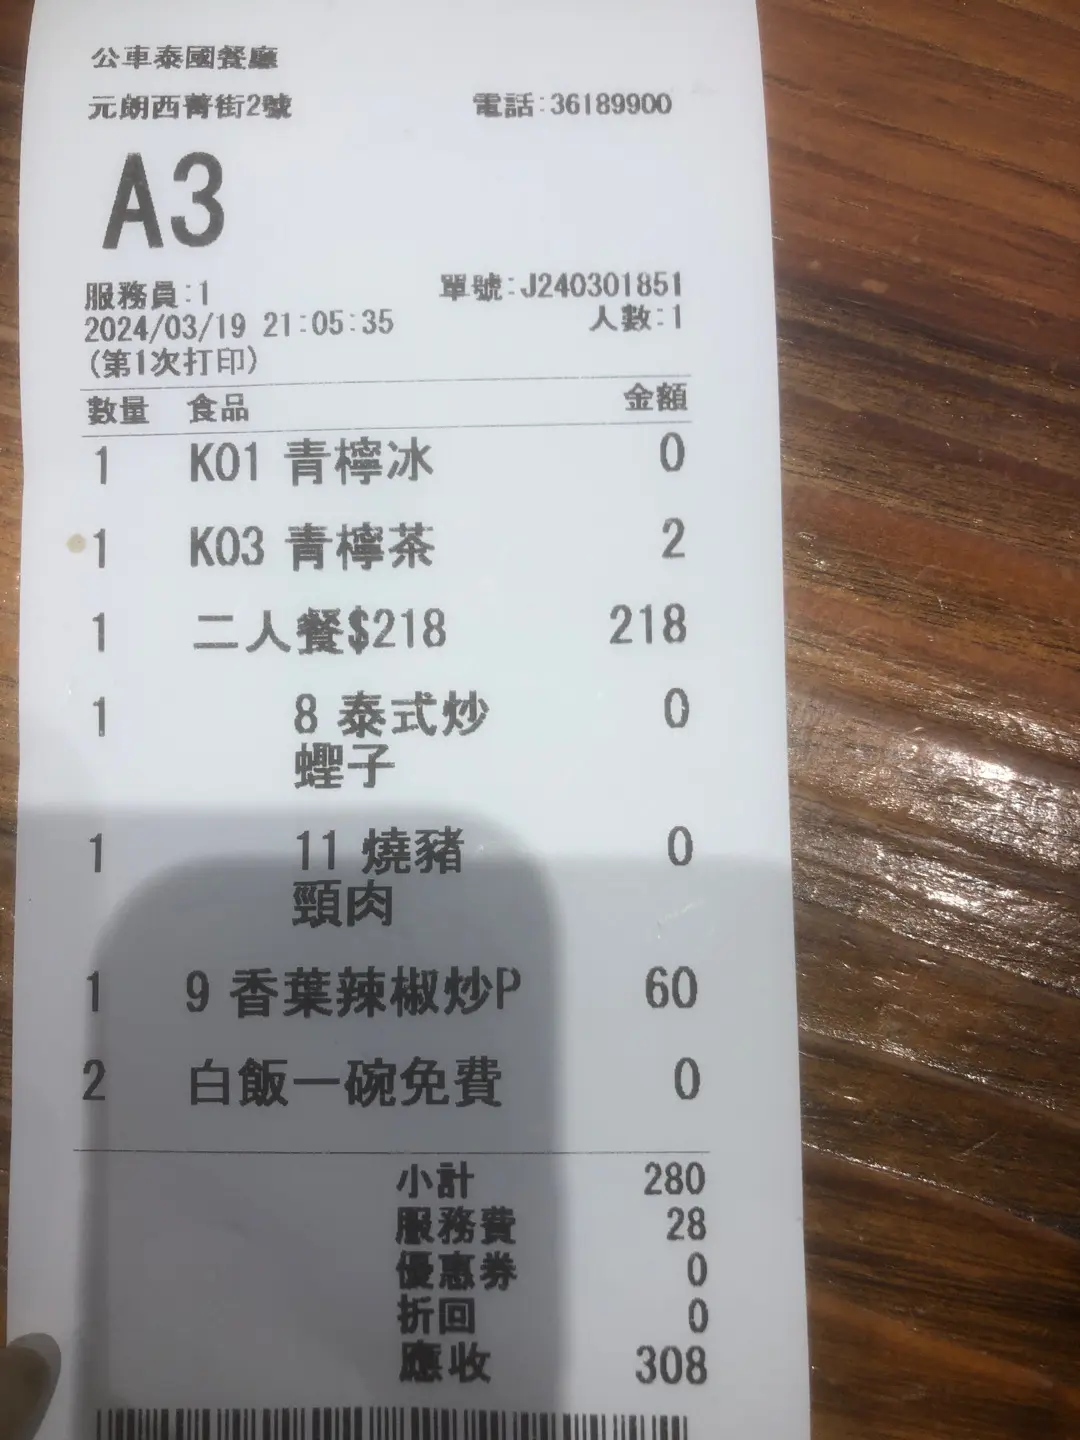 公車泰國餐廳
元朗西菁街2號 電話:36189900
A3
服務員:1 單號:J240301851
2024/03/19 21:05:35 人數:1
(第1次打印)
數量 食品 金額
1 K01 青檸冰 0
1 K03 青檸茶 2
1 二人餐$218 218
1 8 泰式炒 0
蟶子
1 11 燒豬 0
頸肉
1 9 香葉辣椒炒P 60
2 白飯一碗免費 0
小計 280
服務費 28
優惠券 0
折回 0
應收 308